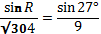 sin R / √304 = sin 27° / 9